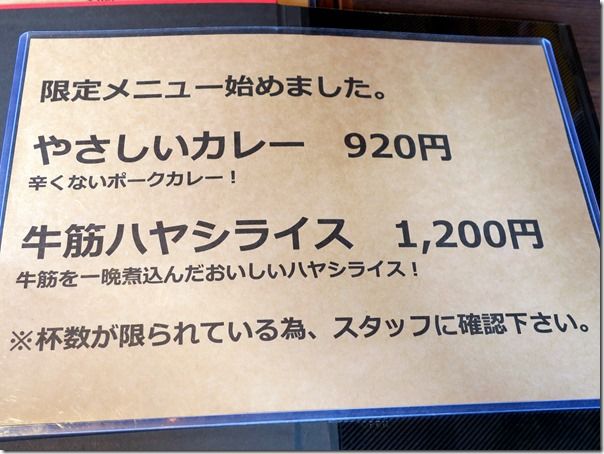 限定メニュー始めました。
やさしいカレー　920円
辛くないポークカレー！
牛筋ハヤシライス　1,200円
牛筋を一晩煮込んだおいしいハヤシライス！
※杯数が限られている為、スタッフに確認下さい。